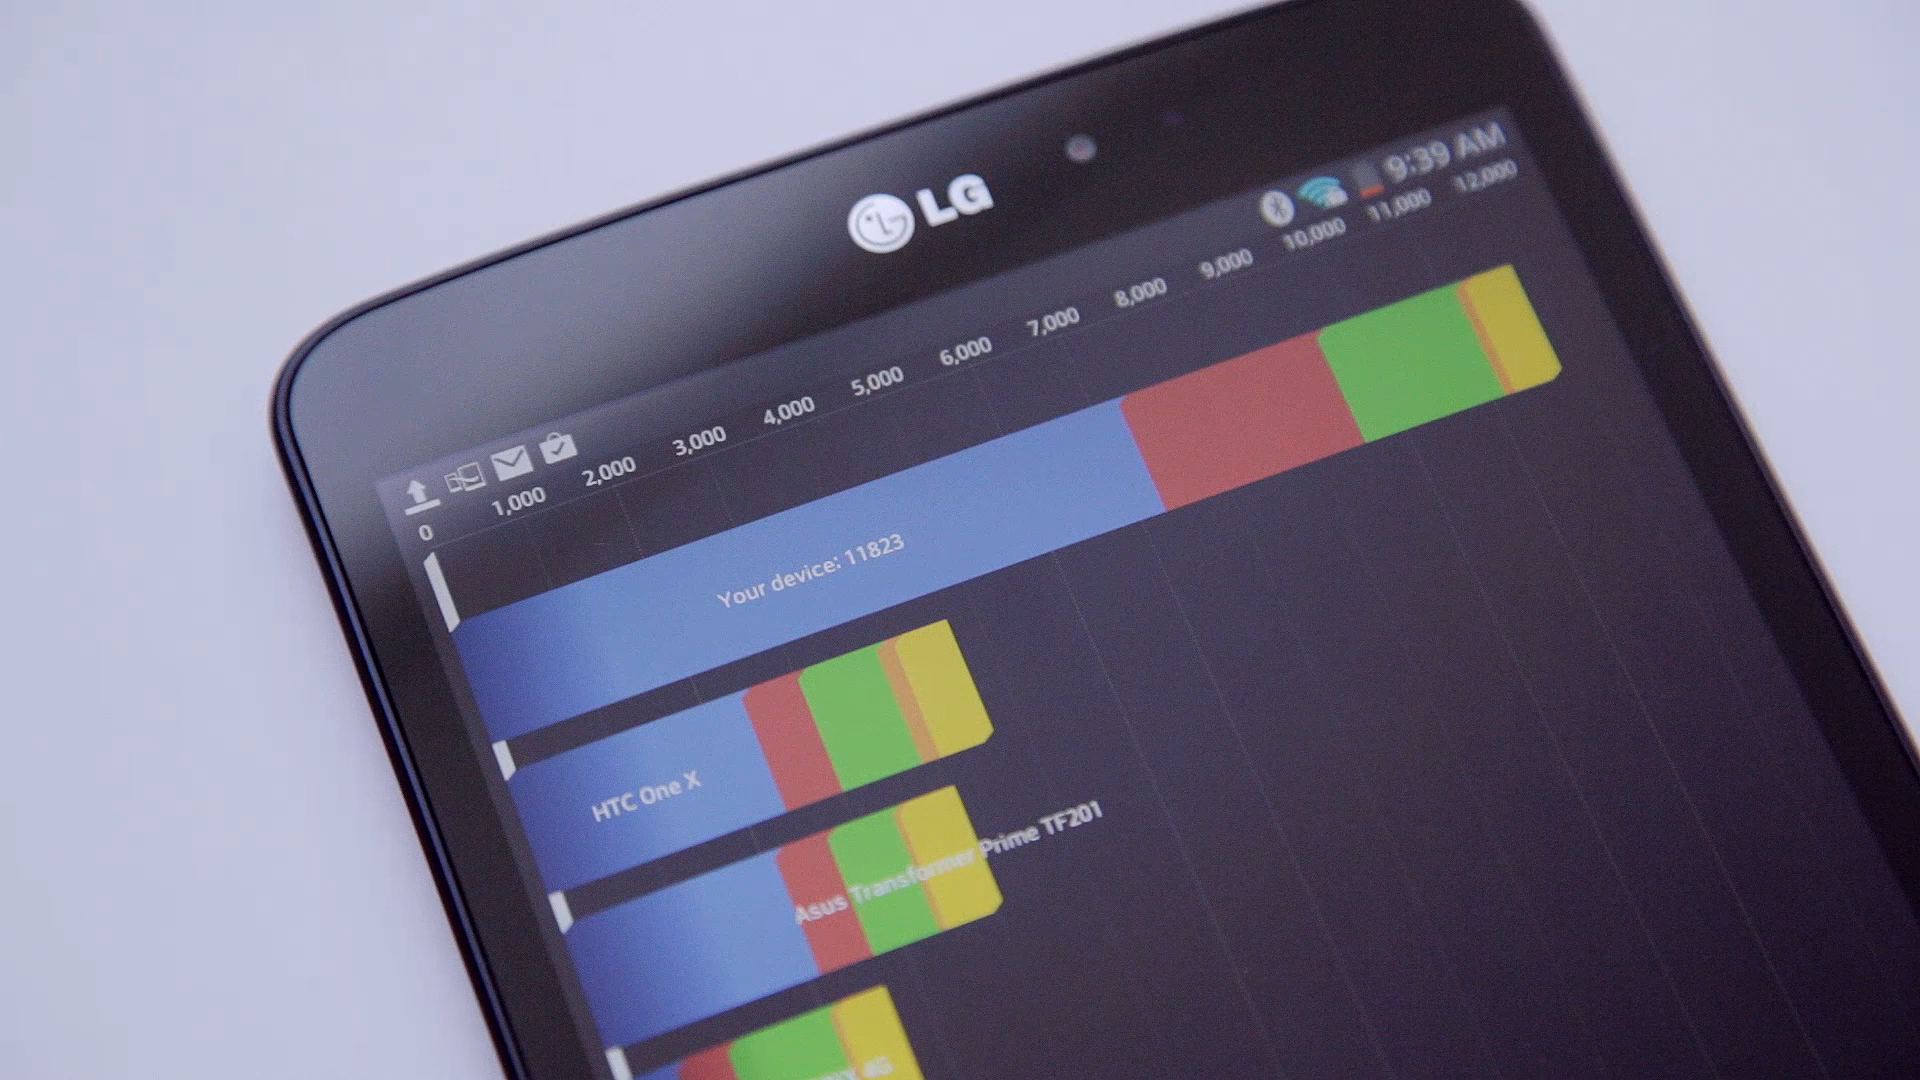 LG
9:39 AM
0 1,000 2,000 3,000 4,000 5,000 6,000 7,000 8,000 9,000 10,000 11,000 12,000
Your device: 11823
HTC One X
Asus Transformer Prime TF201
4G